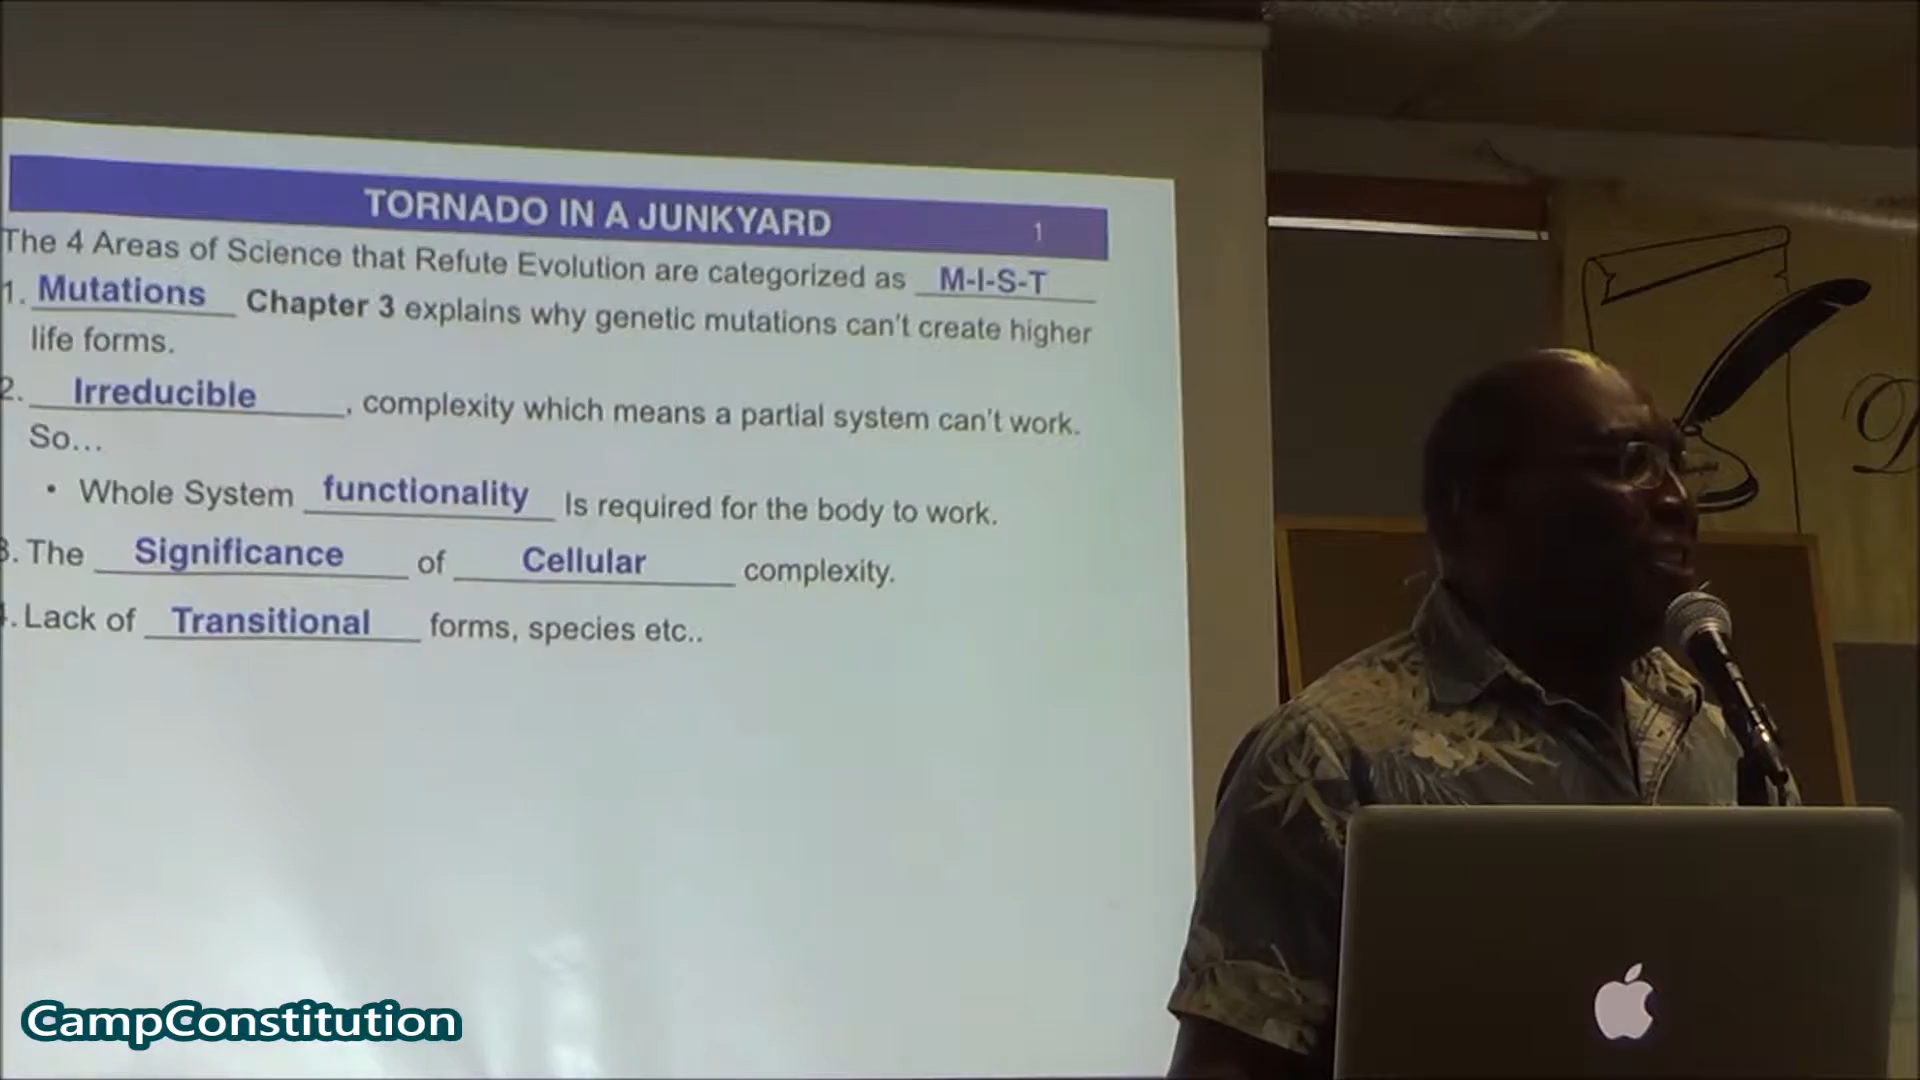 TORNADO IN A JUNKYARD 1
The 4 Areas of Science that Refute Evolution are categorized as M-I-S-T
1. Mutations Chapter 3 explains why genetic mutations can't create higher
life forms.
2. Irreducible, complexity which means a partial system can't work.
So...
• Whole System functionality Is required for the body to work.
3. The Significance of Cellular complexity.
4. Lack of Transitional forms, species etc..
CampConstitution